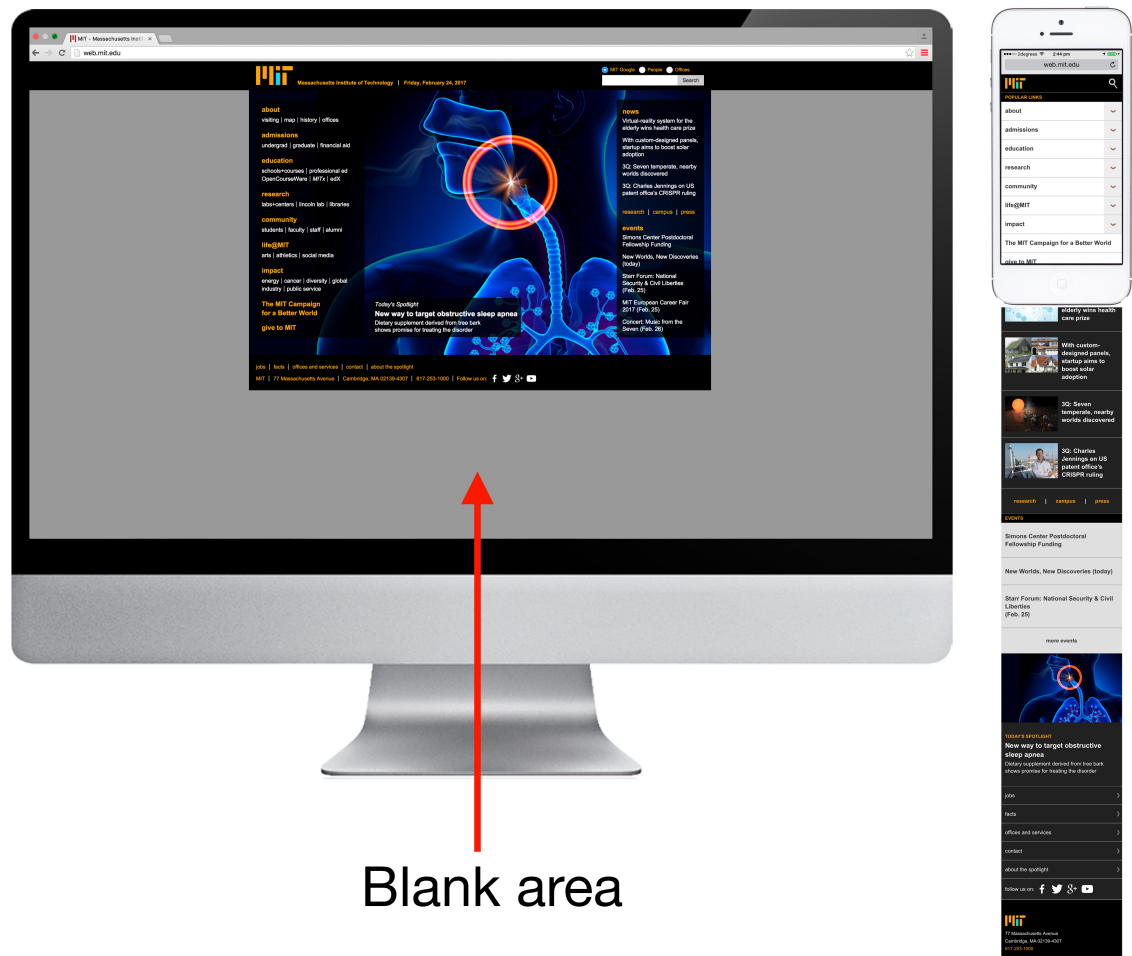 MIT - Massachusetts Insti
web.mit.edu
MIT
Massachusetts Institute of Technology | Friday, February 24, 2017
MIT Google People Offices
Search
about
visiting | map | history | offices
admissions
undergrad | graduate | financial aid
education
schools+courses | professional ed
OpenCourseWare | MITx | edX
research
labs+centers | lincoln lab | libraries
community
students | faculty | staff | alumni
life@MIT
arts | athletics | social media
impact
energy | cancer | diversity | global
industry | public service
The MIT Campaign
for a Better World
give to MIT
Today's Spotlight
New way to target obstructive sleep apnea
Dietary supplement derived from tree bark
shows promise for treating the disorder
news
Virtual-reality system for the
elderly wins health care prize
With custom-designed panels,
startup aims to boost solar
adoption
3Q: Seven temperate, nearby
worlds discovered
3Q: Charles Jennings on US
patent office's CRISPR ruling
research | campus | press
events
Simons Center Postdoctoral
Fellowship Funding
New Worlds, New Discoveries
(today)
Starr Forum: National
Security & Civil Liberties
(Feb. 25)
MIT European Career Fair
2017 (Feb. 25)
Concert: Music from the
Seven (Feb. 26)
jobs | facts | offices and services | contact | about the spotlight
MIT | 77 Massachusetts Avenue | Cambridge, MA 02139-4307 | 617-253-1000 | Follow us on:
Blank area
2degrees 2:44 pm
web.mit.edu
MIT
POPULAR LINKS
about
admissions
education
research
community
life@MIT
impact
The MIT Campaign for a Better World
give to MIT
elderly wins health
care prize
With custom-
designed panels,
startup aims to
boost solar
adoption
3Q: Seven
temperate, nearby
worlds discovered
3Q: Charles
Jennings on US
patent office's
CRISPR ruling
research | campus | press
EVENTS
Simons Center Postdoctoral
Fellowship Funding
New Worlds, New Discoveries (today)
Starr Forum: National Security & Civil
Liberties
(Feb. 25)
more events
TODAY'S SPOTLIGHT
New way to target obstructive
sleep apnea
Dietary supplement derived from tree bark
shows promise for treating the disorder
jobs
facts
offices and services
contact
about the spotlight
follow us on:
MIT
77 Massachusetts Avenue
Cambridge, MA 02139-4307
617-253-1000